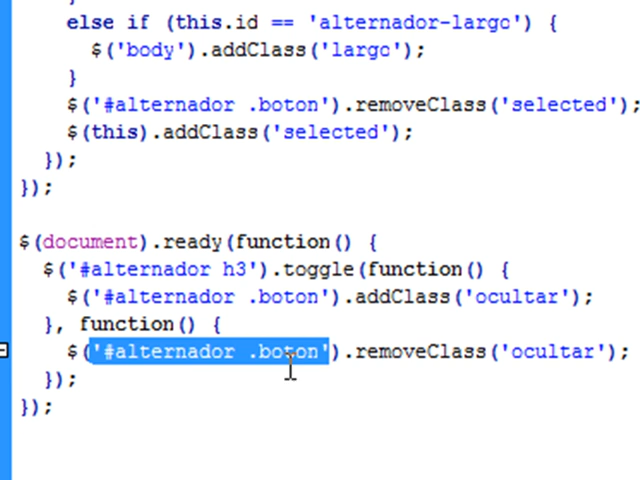 else if (this.id == 'alternador-largo') {
$('body').addClass('largo');
}
$('#alternador .boton').removeClass('selected');
$(this).addClass('selected');
});
});
$(document).ready(function() {
$('#alternador h3').toggle(function() {
$('#alternador .boton').addClass('ocultar');
}, function() {
$('#alternador .boton').removeClass('ocultar');
});
});